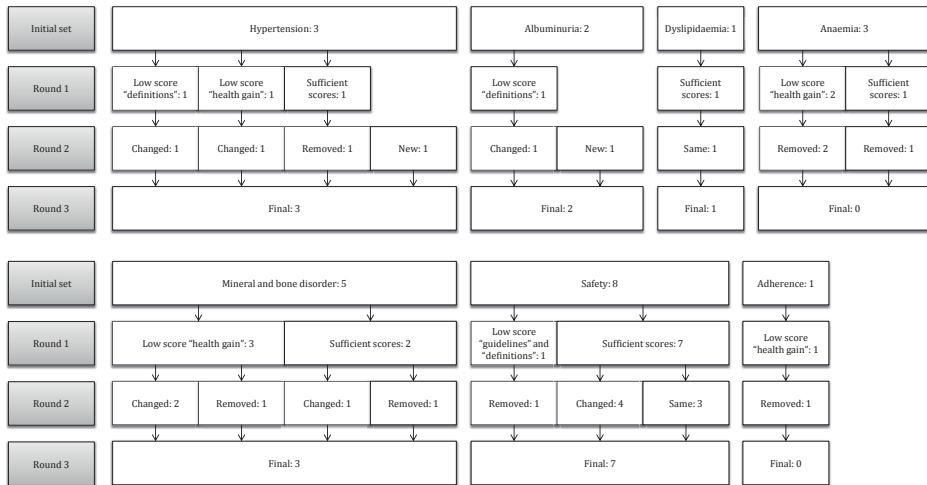 Initial set
Hypertension: 3
Albuminuria: 2
Dyslipidaemia: 1
Anaemia: 3
Round 1
Low score
“definitions”: 1
Low score
“health gain”: 1
Sufficient
scores: 1
Low score
“definitions”: 1
Sufficient
scores: 1
Low score
“health gain”: 2
Sufficient
scores: 1
Round 2
Changed: 1
Changed: 1
Removed: 1
New: 1
Changed: 1
New: 1
Same: 1
Removed: 2
Removed: 1
Round 3
Final: 3
Final: 2
Final: 1
Final: 0
Initial set
Mineral and bone disorder: 5
Safety: 8
Adherence: 1
Round 1
Low score “health gain”: 3
Sufficient scores: 2
Low score
“guidelines” and
“definitions”: 1
Sufficient scores: 7
Low score
“health gain”: 1
Round 2
Changed: 2
Removed: 1
Changed: 1
Removed: 1
Removed: 1
Changed: 4
Same: 3
Removed: 1
Round 3
Final: 3
Final: 7
Final: 0